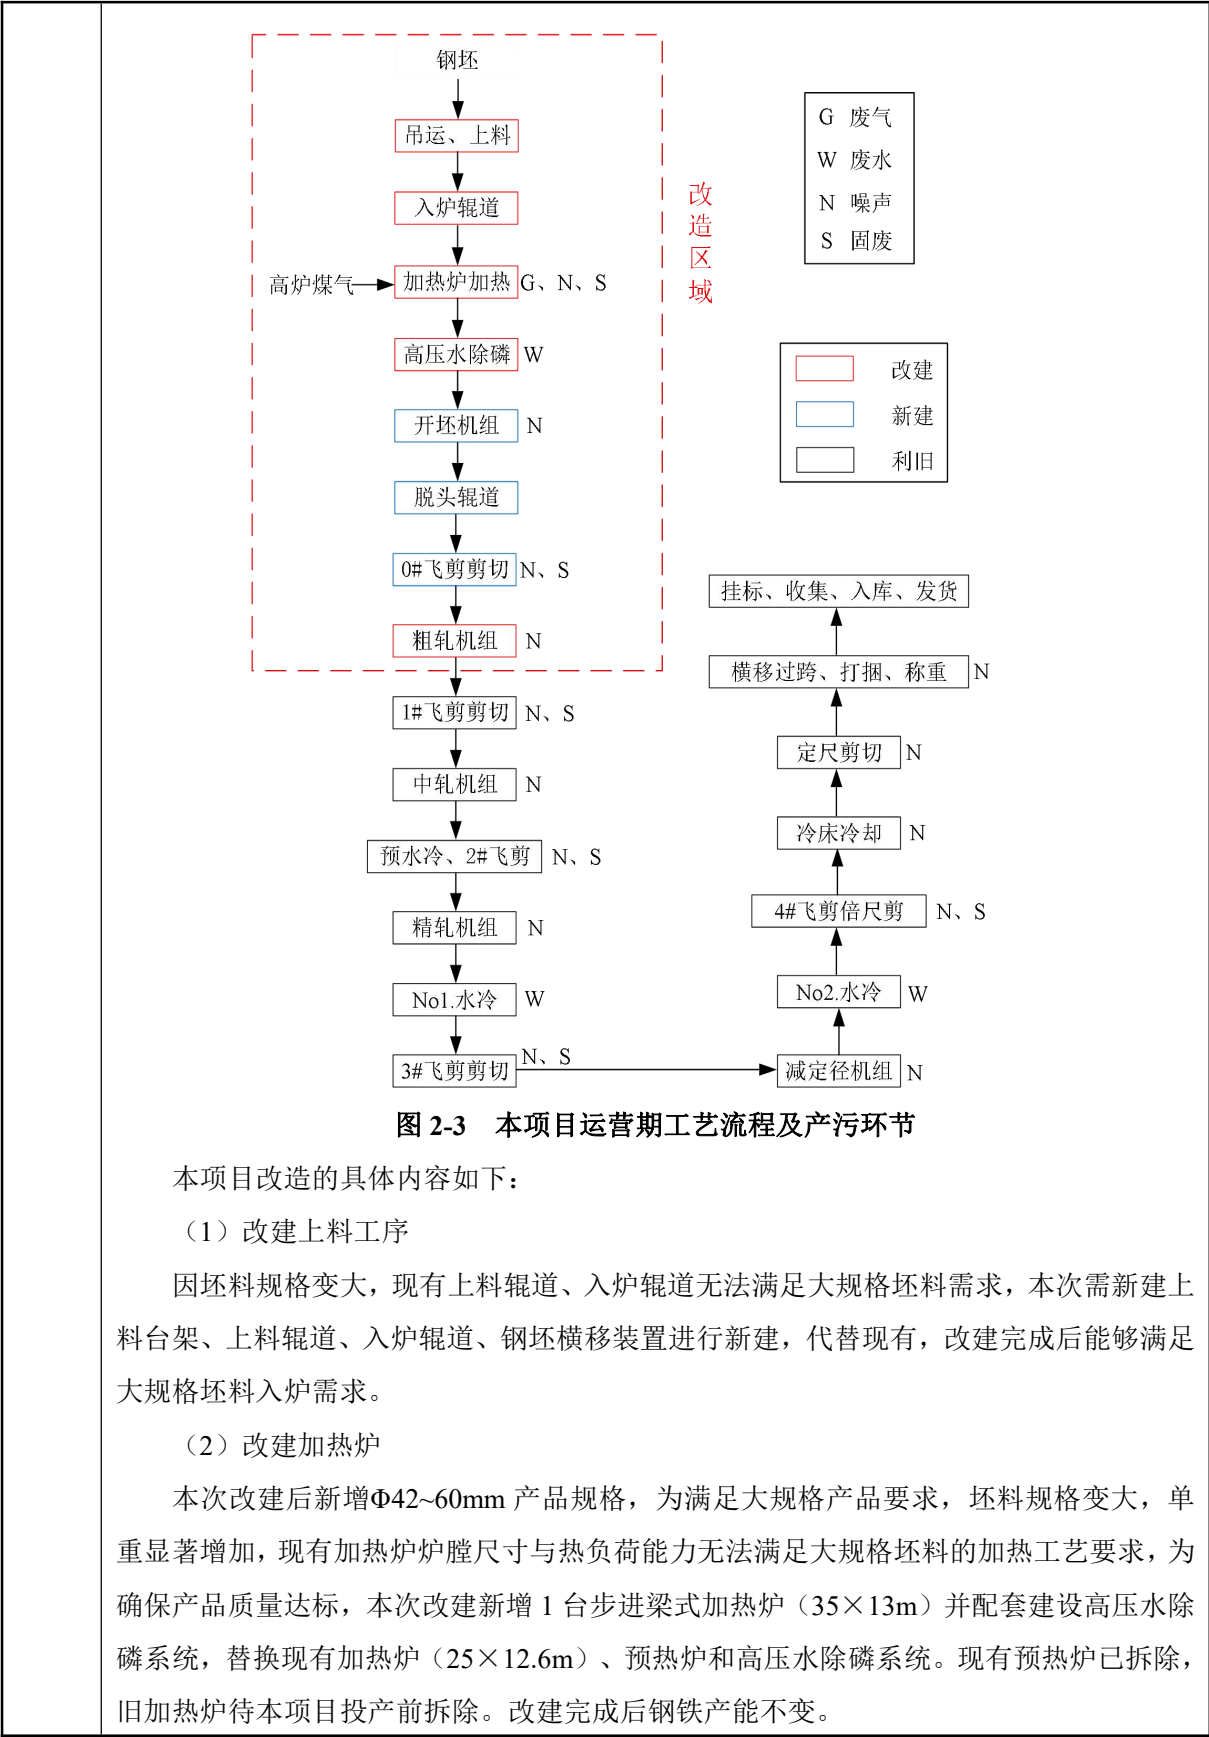 钢坯
吊运、上料
入炉辊道
高炉煤气
加热炉加热
G、N、S
高压水除磷
W
开坯机组
N
脱头辊道
0#飞剪剪切
N、S
粗轧机组
N
改造区域
1#飞剪剪切
N、S
中轧机组
N
预水冷、2#飞剪
N、S
精轧机组
N
No1.水冷
W
3#飞剪剪切
N、S
减定径机组
N
No2.水冷
W
4#飞剪倍尺剪
N、S
冷床冷却
N
定尺剪切
N
横移过跨、打捆、称重
N
挂标、收集、入库、发货
G 废气
W 废水
N 噪声
S 固废
改建
新建
利旧
图 2-3 本项目运营期工艺流程及产污环节
本项目改造的具体内容如下：
（1）改建上料工序
因坯料规格变大，现有上料辊道、入炉辊道无法满足大规格坯料需求，本次需新建上
料台架、上料辊道、入炉辊道、钢坯横移装置进行新建，代替现有，改建完成后能够满足
大规格坯料入炉需求。
（2）改建加热炉
本次改建后新增Φ42~60mm 产品规格，为满足大规格产品要求，坯料规格变大，单
重显著增加，现有加热炉炉膛尺寸与热负荷能力无法满足大规格坯料的加热工艺要求，为
确保产品质量达标，本次改建新增 1 台步进梁式加热炉（35×13m）并配套建设高压水除
磷系统，替换现有加热炉（25×12.6m）、预热炉和高压水除磷系统。现有预热炉已拆除，
旧加热炉待本项目投产前拆除。改建完成后钢铁产能不变。